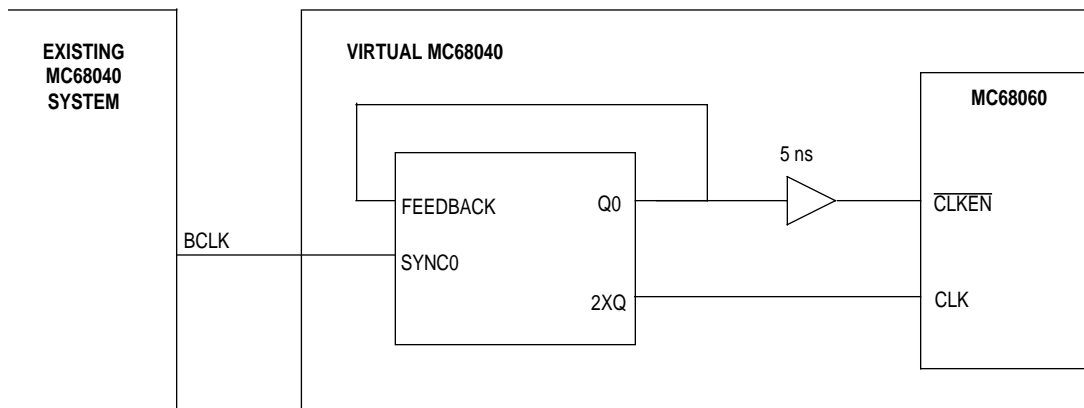 EXISTING
MC68040
SYSTEM
VIRTUAL MC68040
MC68060
5 ns
FEEDBACK
Q0
CLKEN
BCLK
SYNC0
2XQ
CLK